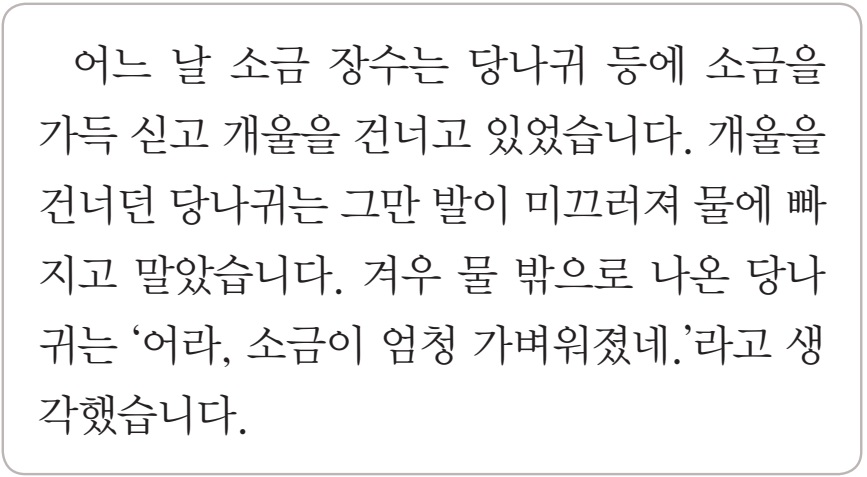 어느 날 소금 장수는 당나귀 등에 소금을
가득 싣고 개울을 건너고 있었습니다. 개울을
건너던 당나귀는 그만 발이 미끄러져 물에 빠
지고 말았습니다. 겨우 물 밖으로 나온 당나
귀는 ‘어라, 소금이 엄청 가벼워졌네.’라고 생
각했습니다.